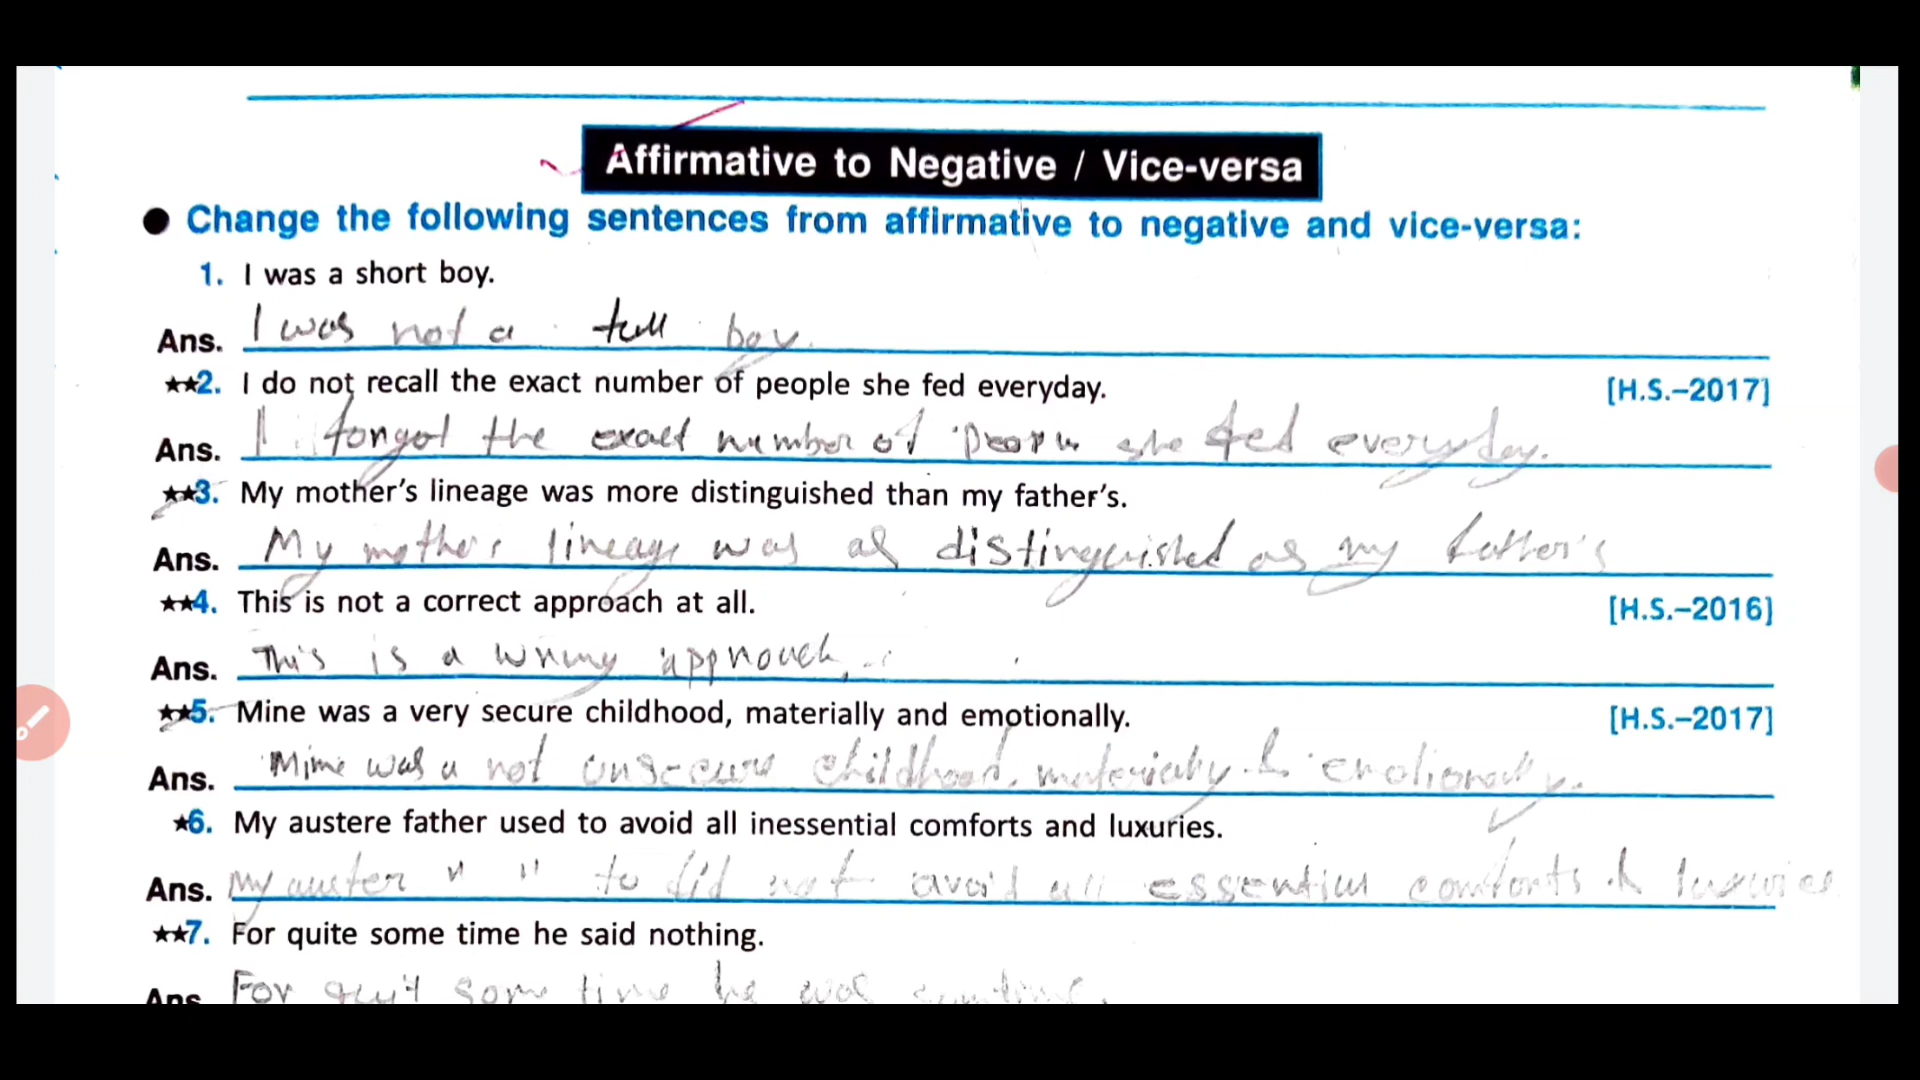 Affirmative to Negative / Vice-versa
● Change the following sentences from affirmative to negative and vice-versa:
1. I was a short boy.
Ans. I was not a tall boy.
★★2. I do not recall the exact number of people she fed everyday. [H.S.–2017]
Ans. I forgot the exact number of she fed everyday.
★★3. My mother's lineage was more distinguished than my father's.
Ans. My lineage was as distinguished as my father's
★★4. This is not a correct approach at all. [H.S.–2016]
Ans. This is a wrong approach.
★★5. Mine was a very secure childhood, materially and emotionally. [H.S.–2017]
Ans. Mine was a not childhood, materially & emotionally.
★6. My austere father used to avoid all inessential comforts and luxuries.
Ans. My auster " " to did not avoid all essential comforts & luxuries
★★7. For quite some time he said nothing.
Ans. For some time he was